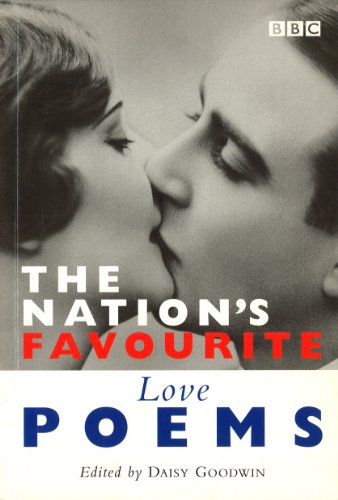 BBC
THE
NATION'S
FAVOURITE
Love
POEMS
Edited by DAISY GOODWIN